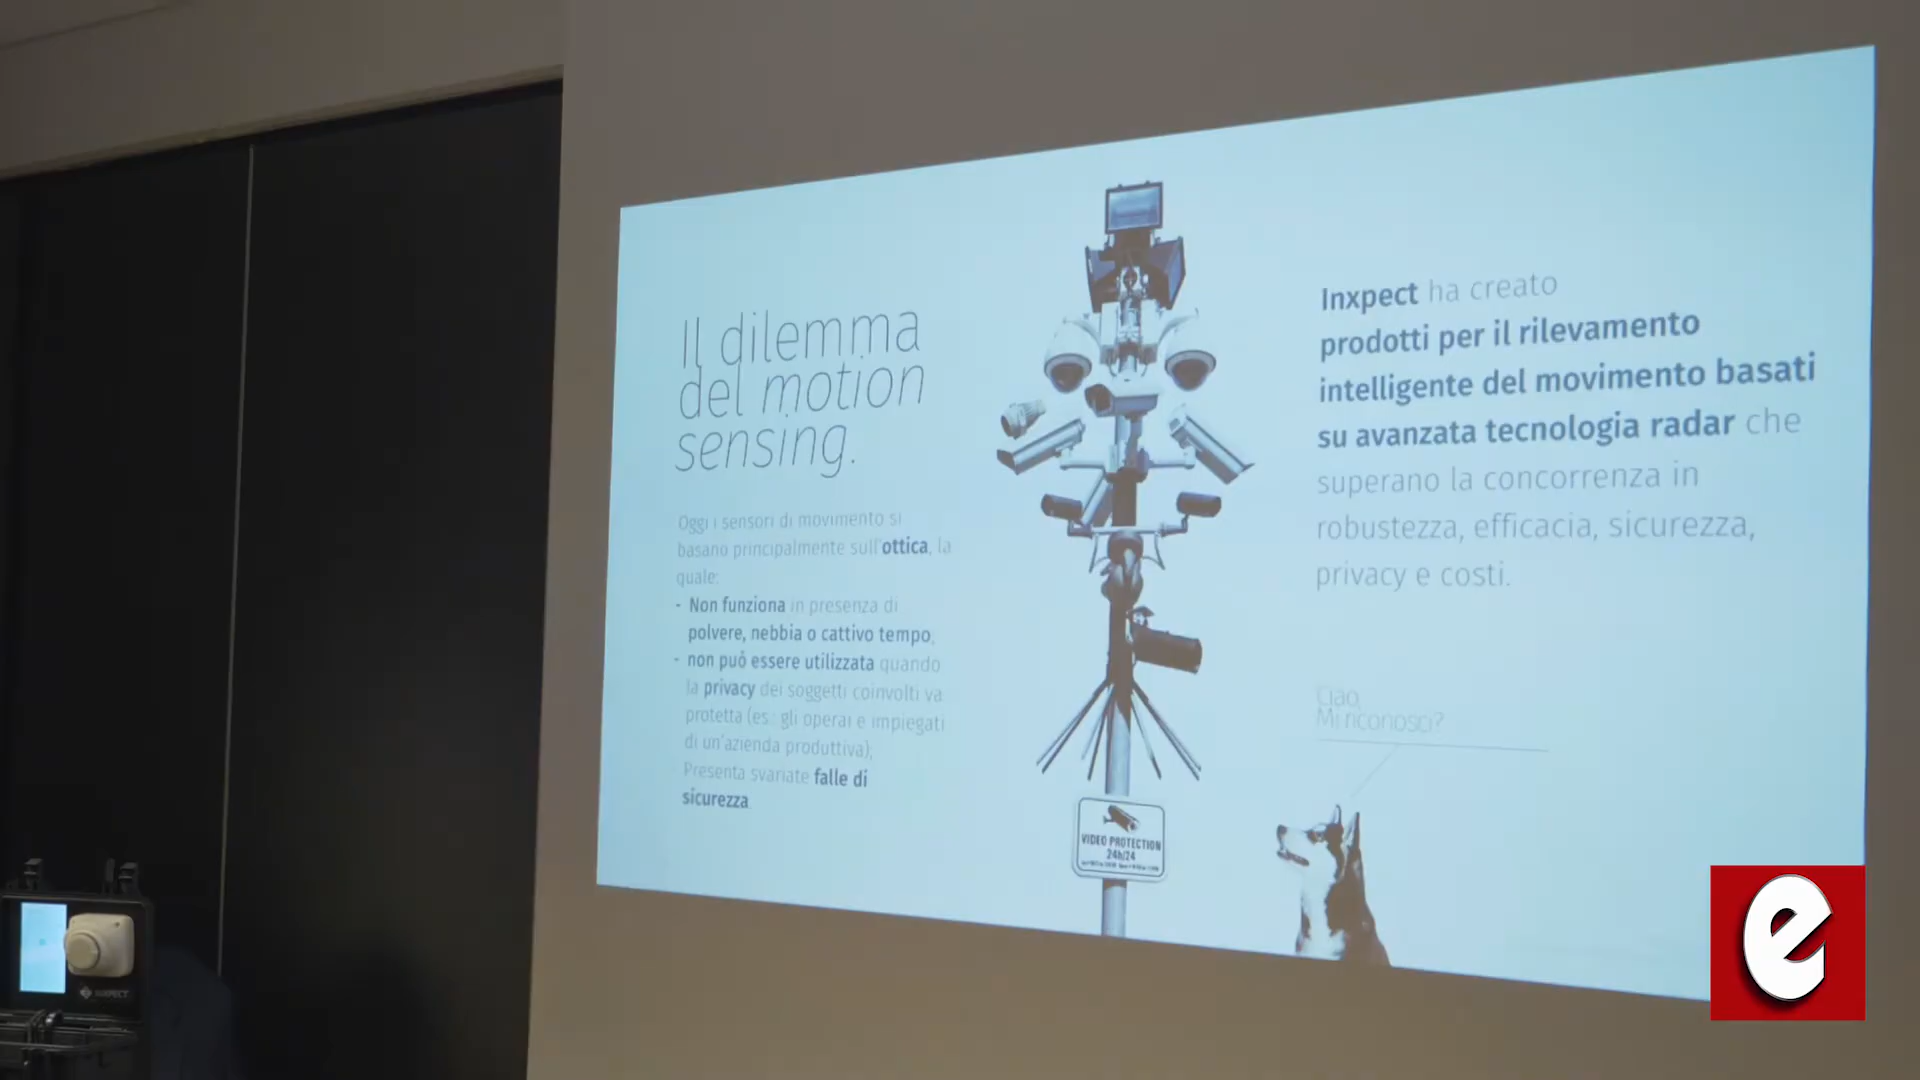 Il dilemma
del motion
sensing.
Oggi i sensori di movimento si
basano principalmente sull'ottica, la
quale:
- Non funziona in presenza di
polvere, nebbia o cattivo tempo;
- non può essere utilizzata quando
la privacy dei soggetti coinvolti va
protetta (es.: gli operai e impiegati
di un'azienda produttiva);
Presenta svariate falle di
sicurezza.
VIDEO PROTECTION
24h/24
Inxpect ha creato
prodotti per il rilevamento
intelligente del movimento basati
su avanzata tecnologia radar che
superano la concorrenza in
robustezza, efficacia, sicurezza,
privacy e costi.
Ciao,
Mi riconosci?
INXPECT
e